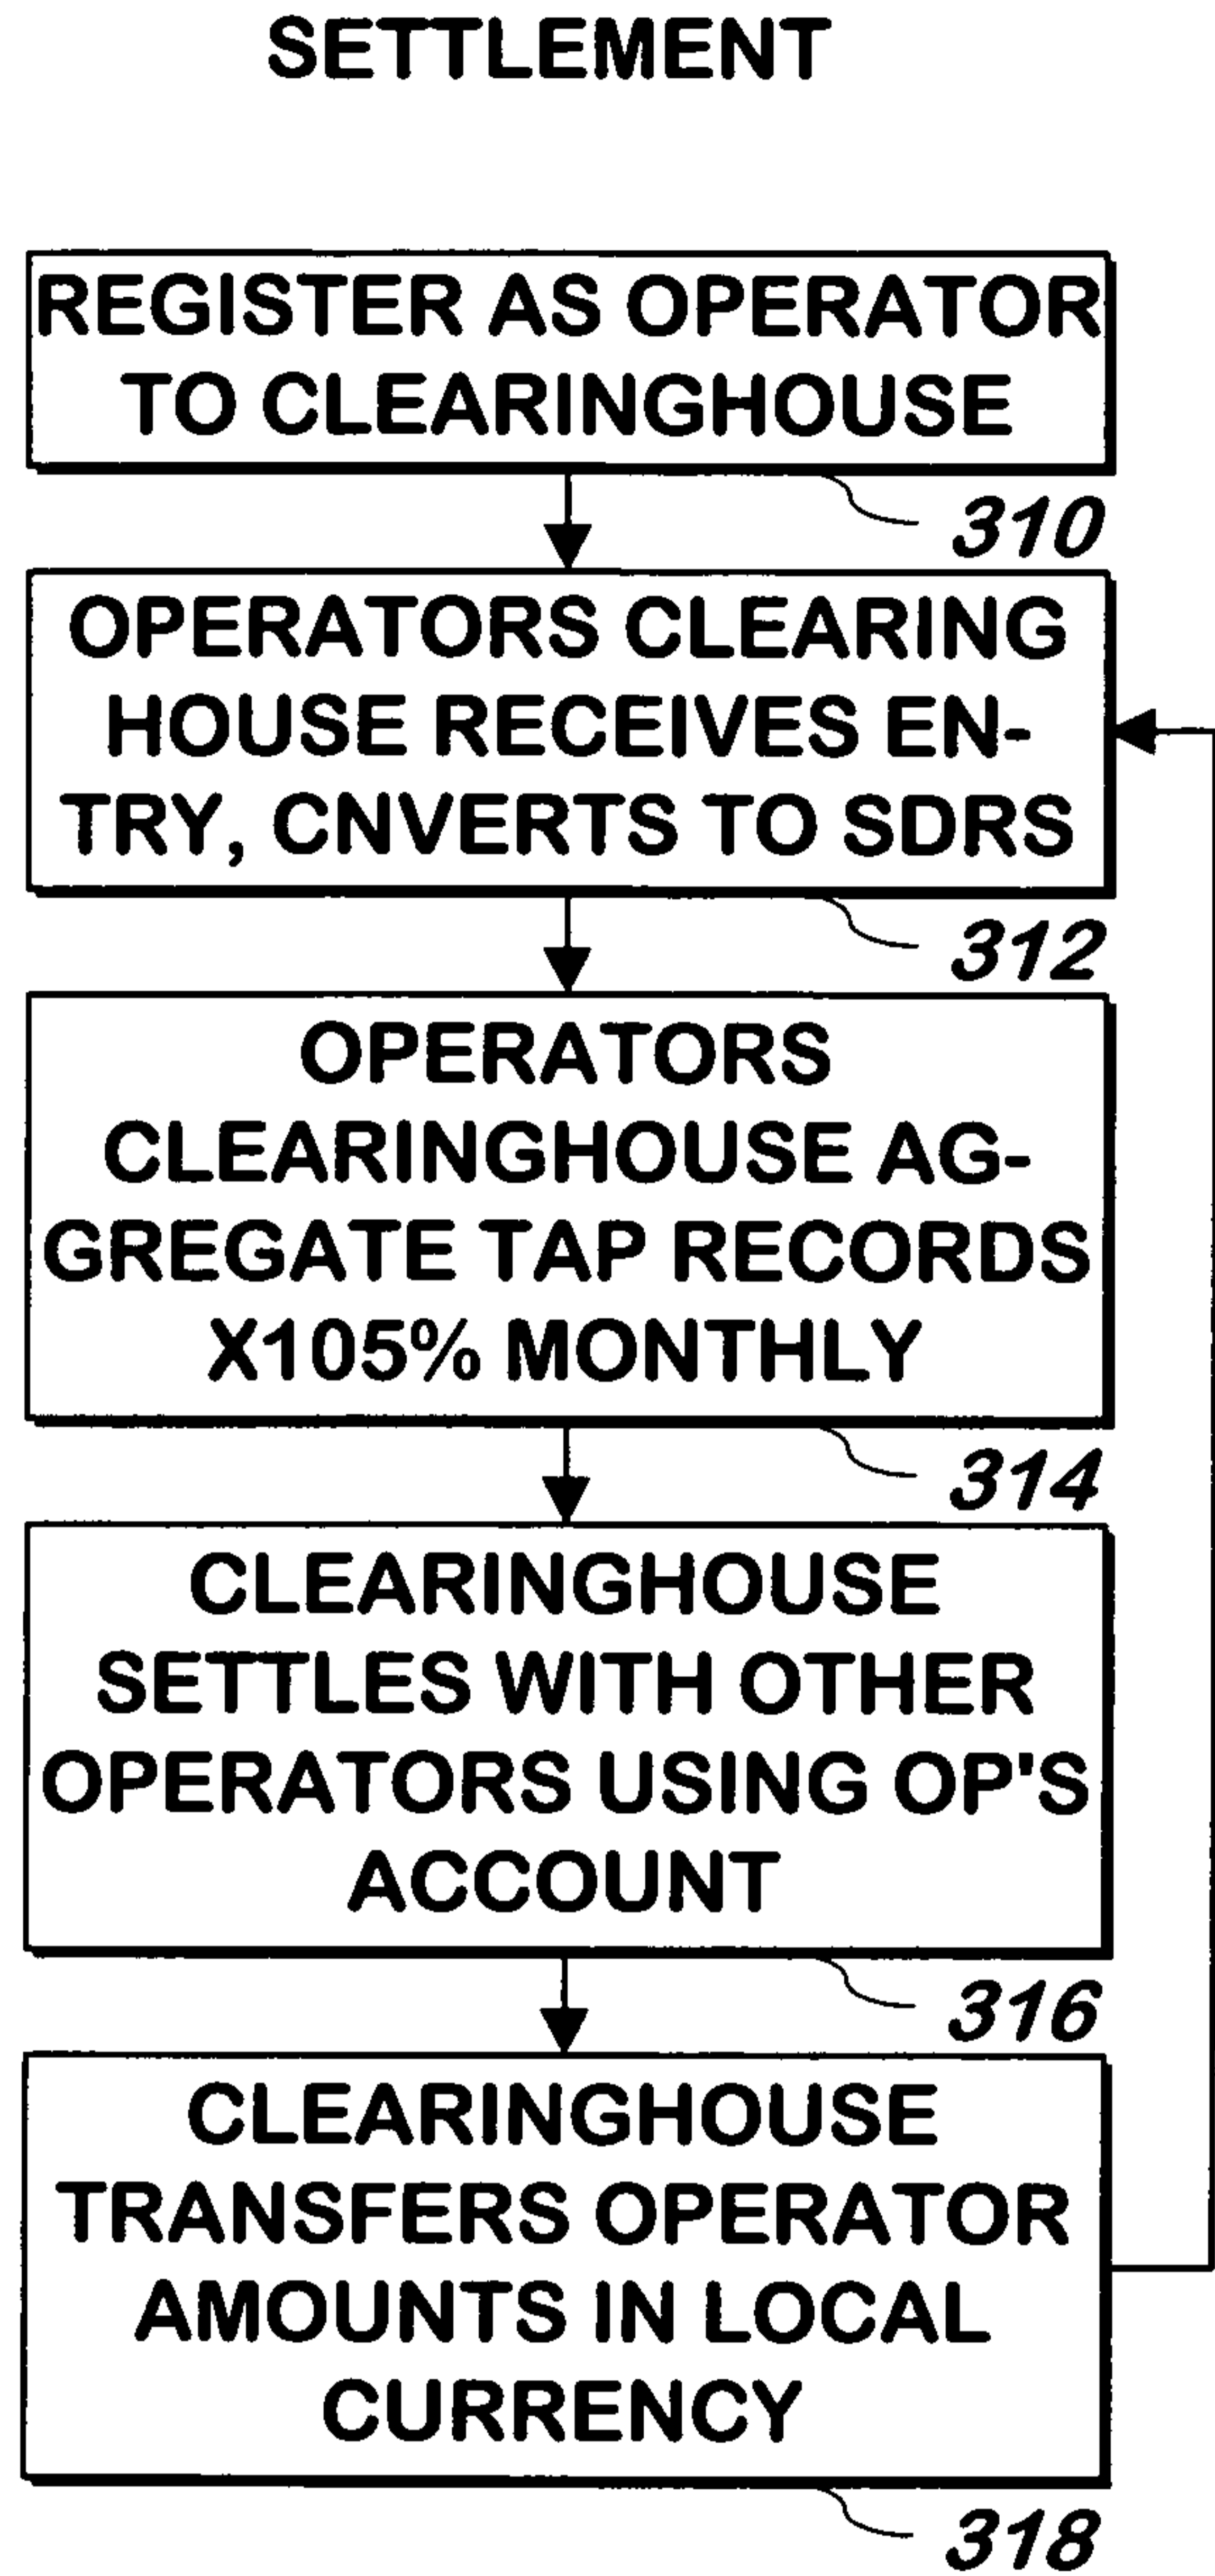 SETTLEMENT
REGISTER AS OPERATOR
TO CLEARINGHOUSE
310
OPERATORS CLEARING
HOUSE RECEIVES EN-
TRY, CNVERTS TO SDRS
312
OPERATORS
CLEARINGHOUSE AG-
GREGATE TAP RECORDS
X105% MONTHLY
314
CLEARINGHOUSE
SETTLES WITH OTHER
OPERATORS USING OP'S
ACCOUNT
316
CLEARINGHOUSE
TRANSFERS OPERATOR
AMOUNTS IN LOCAL
CURRENCY
318